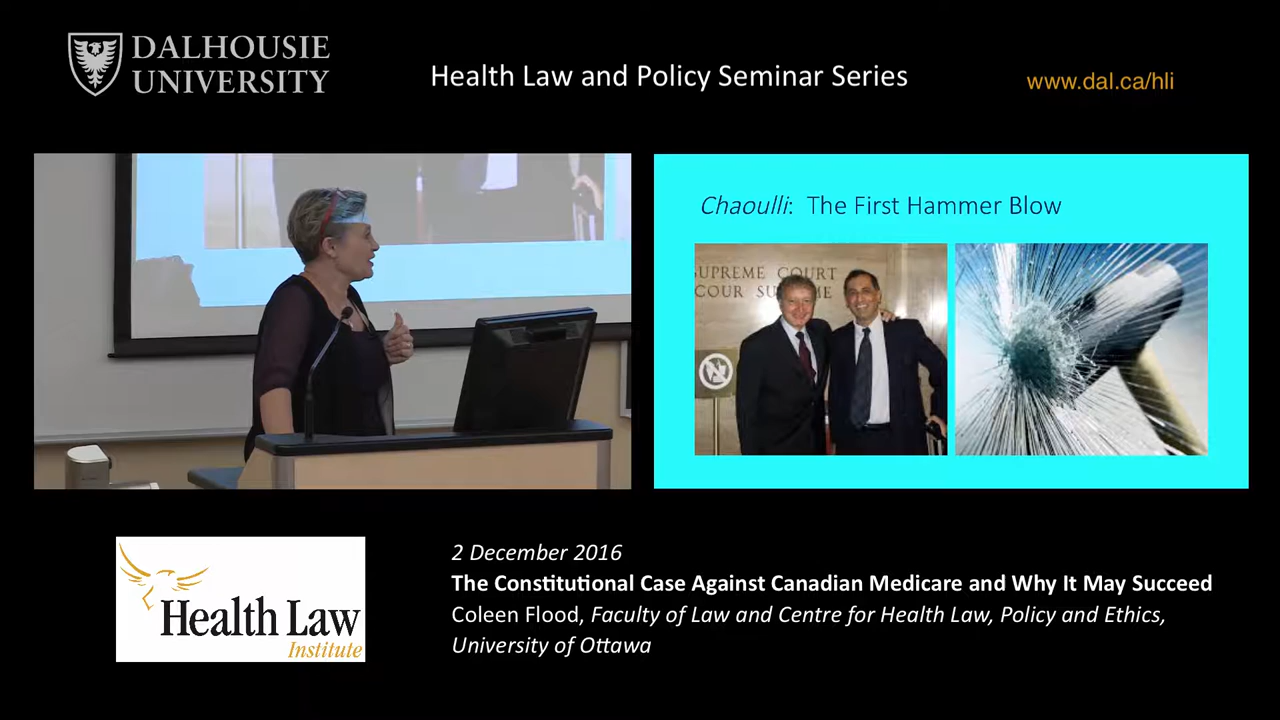 DALHOUSIE
UNIVERSITY
Health Law and Policy Seminar Series
www.dal.ca/hli
Chaoulli: The First Hammer Blow
SUPREME COURT
COUR SUPREME
Health Law
Institute
2 December 2016
The Constitutional Case Against Canadian Medicare and Why It May Succeed
Coleen Flood, Faculty of Law and Centre for Health Law, Policy and Ethics,
University of Ottawa